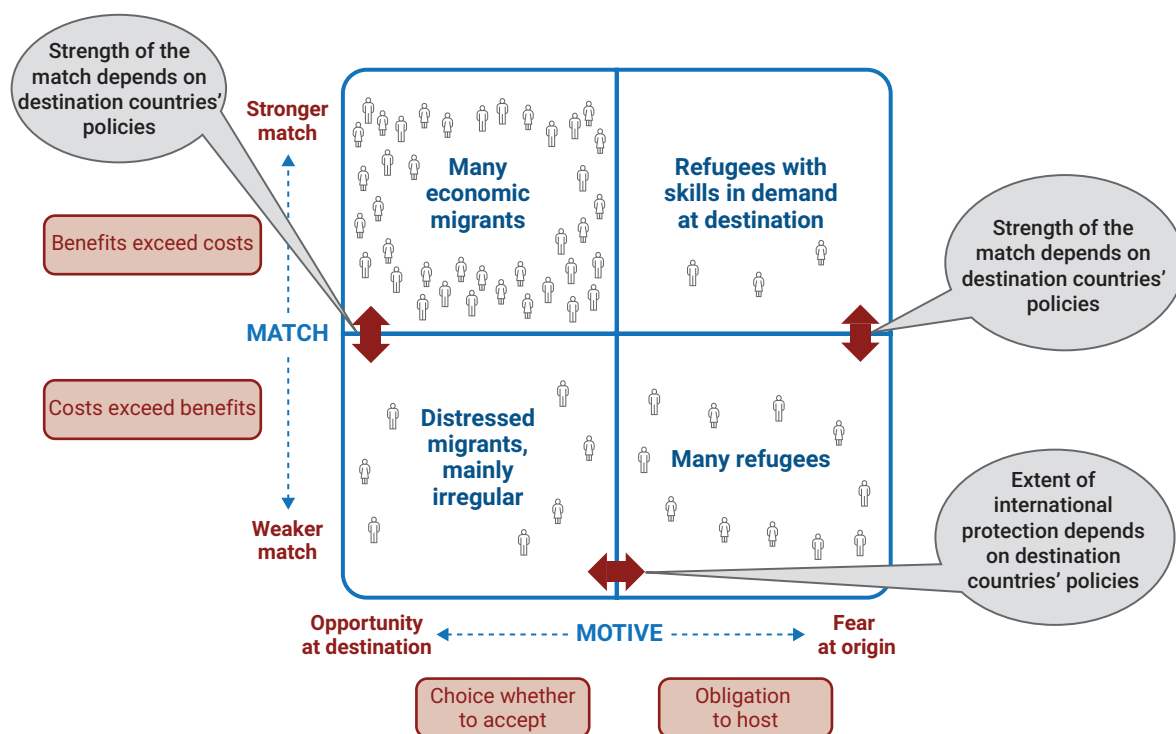 Strength of the
match depends on
destination countries’
policies
Stronger
match
Many
economic
migrants
Refugees with
skills in demand
at destination
Benefits exceed costs
Strength of the
match depends on
destination countries’
policies
MATCH
Costs exceed benefits
Distressed
migrants,
mainly
irregular
Many refugees
Weaker
match
Extent of
international
protection depends
on destination
countries’ policies
Opportunity
at destination
MOTIVE
Fear
at origin
Choice whether
to accept
Obligation
to host